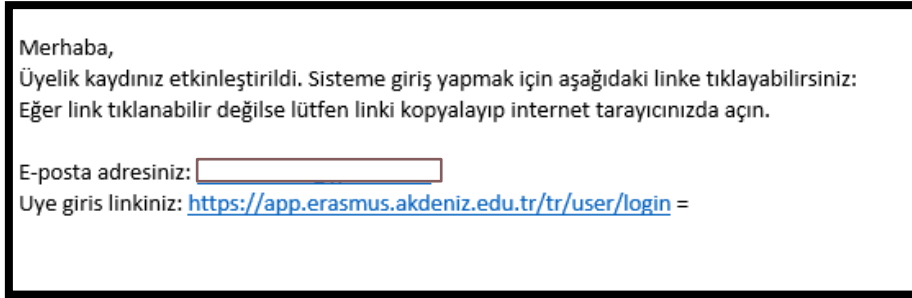 Merhaba,
Üyelik kaydınız etkinleştirildi. Sisteme giriş yapmak için aşağıdaki linke tıklayabilirsiniz:
Eğer link tıklanabilir değilse lütfen linki kopyalayıp internet tarayıcınızda açın.
E-posta adresiniz:
Uye giris linkiniz: https://app.erasmus.akdeniz.edu.tr/tr/user/login =